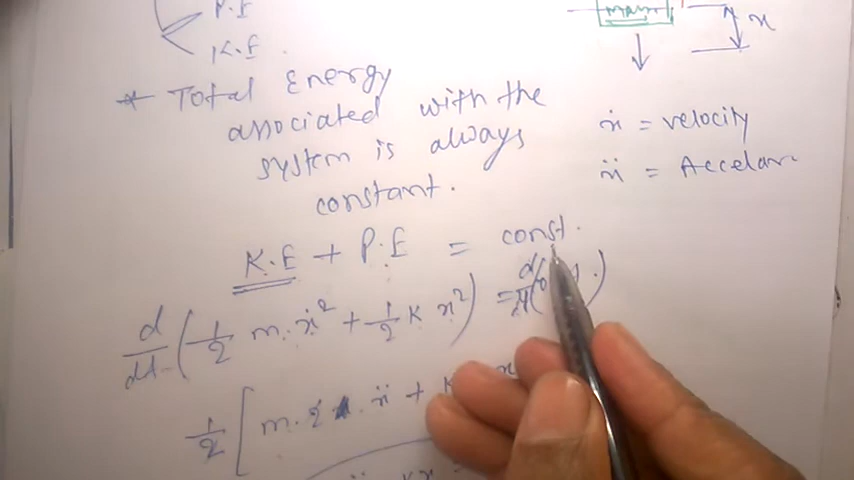 P.E
mass
x
K.E.
* Total Energy
associated with the
system is always
constant.
ẋ = velocity
ẍ =
K.E + P.E = const.
d/dt (1/2 m.ẋ² + 1/2 K x²) = d/dt( )
1/2 [ m. 2 . ẍ + K